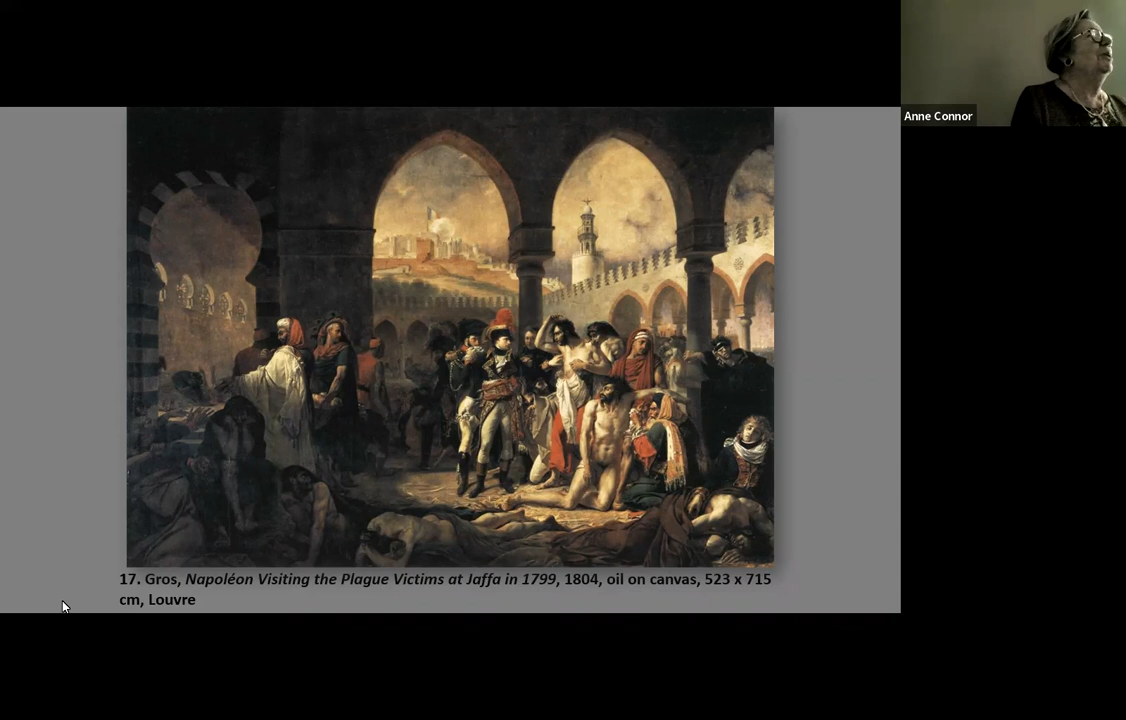 Anne Connor
17. Gros, Napoléon Visiting the Plague Victims at Jaffa in 1799, 1804, oil on canvas, 523 x 715
cm, Louvre